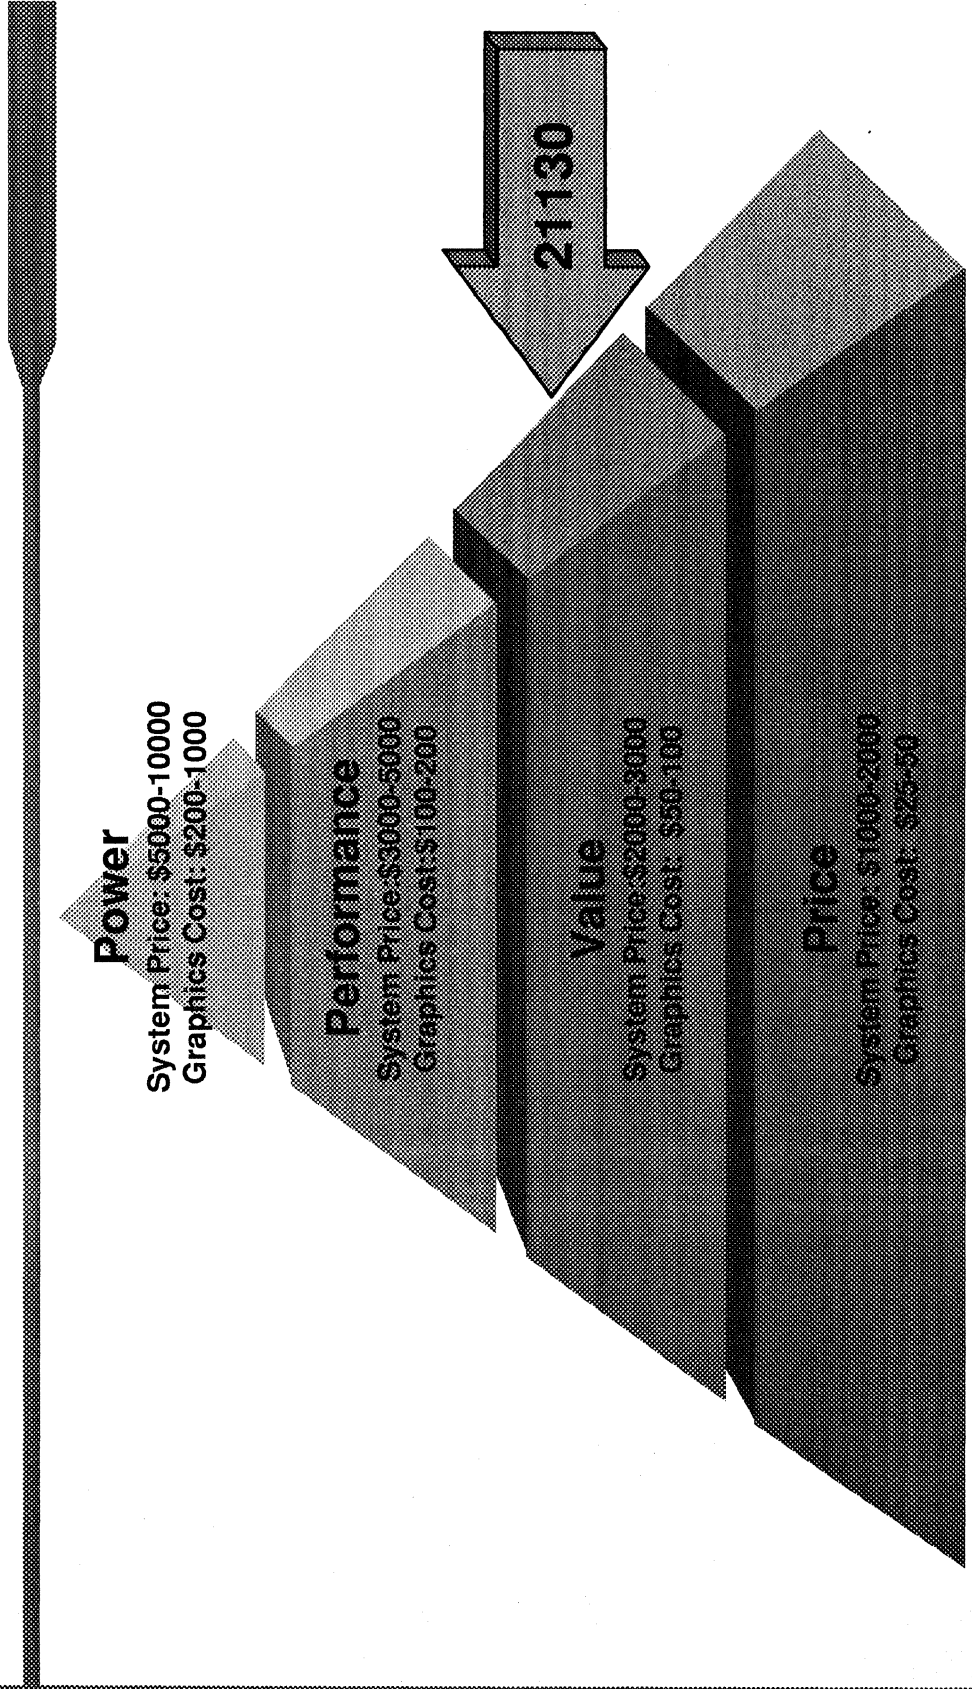 Power
System Price: $5000-10000
Graphics Cost: $200-1000
Performance
System Price:$3000-5000
Graphics Cost:$100-200
Value
System Price:$2000-3000
Graphics Cost: $50-100
Price
System Price: $1000-2000
Graphics Cost: $25-50
21130